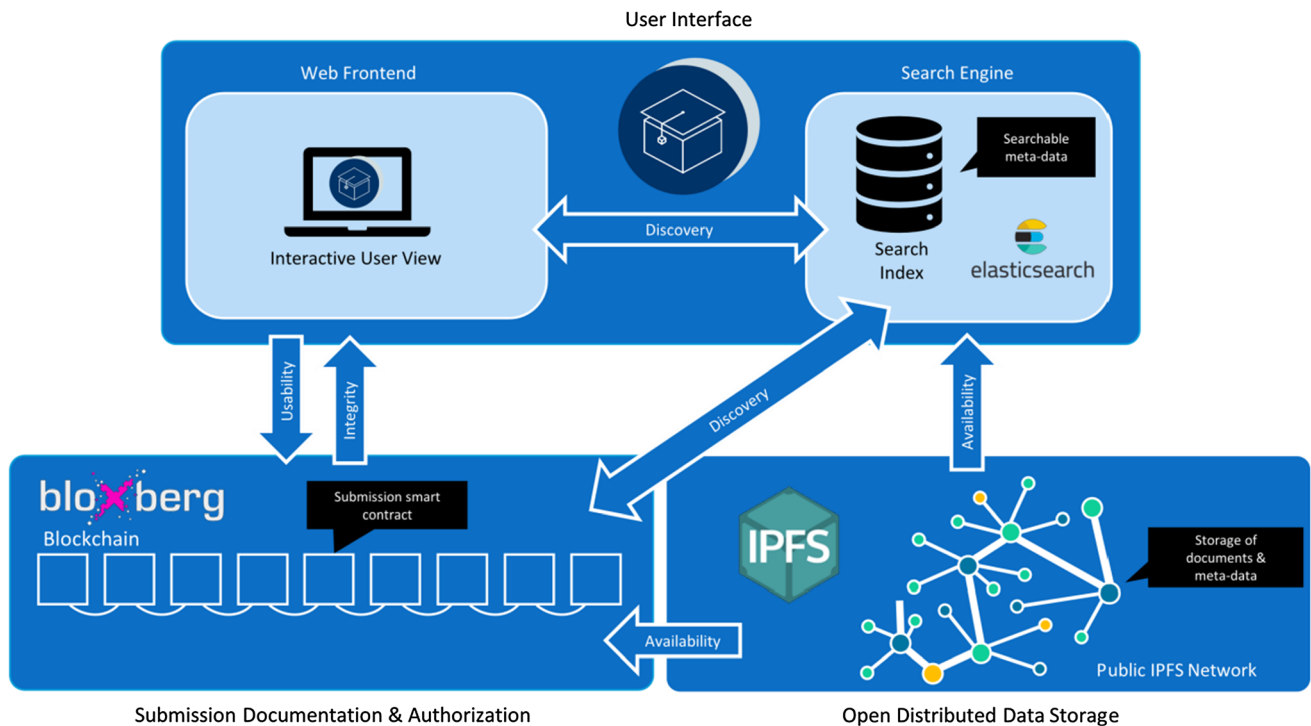 User Interface
Web Frontend
Search Engine
Searchable
meta-data
Discovery
Interactive User View
Search
Index
elasticsearch
Usability
Integrity
Discovery
Availability
bloxberg
Blockchain
Submission smart
contract
IPFS
Storage of
documents &
meta-data
Availability
Public IPFS Network
Submission Documentation & Authorization
Open Distributed Data Storage